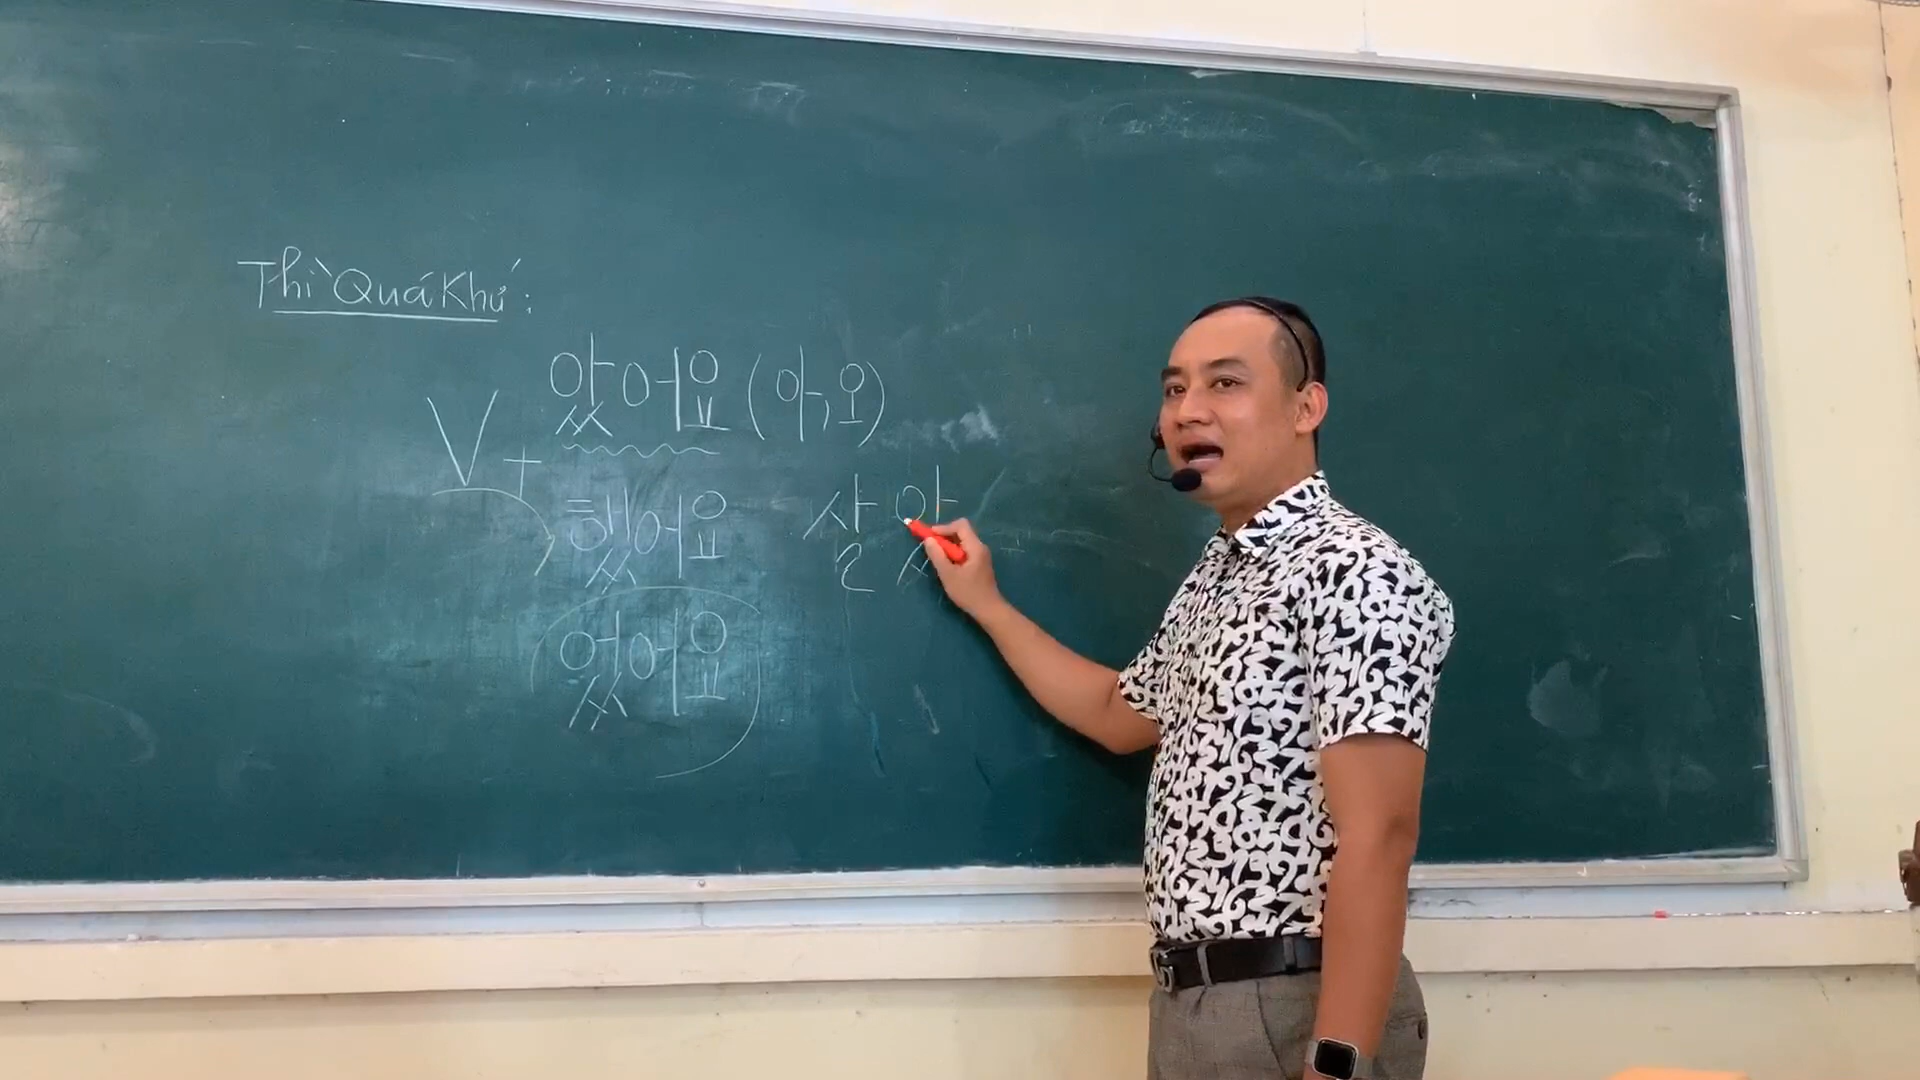 Thì Quá Khứ:
았어요 (아, 오)
V+
했어요 살았
었어요